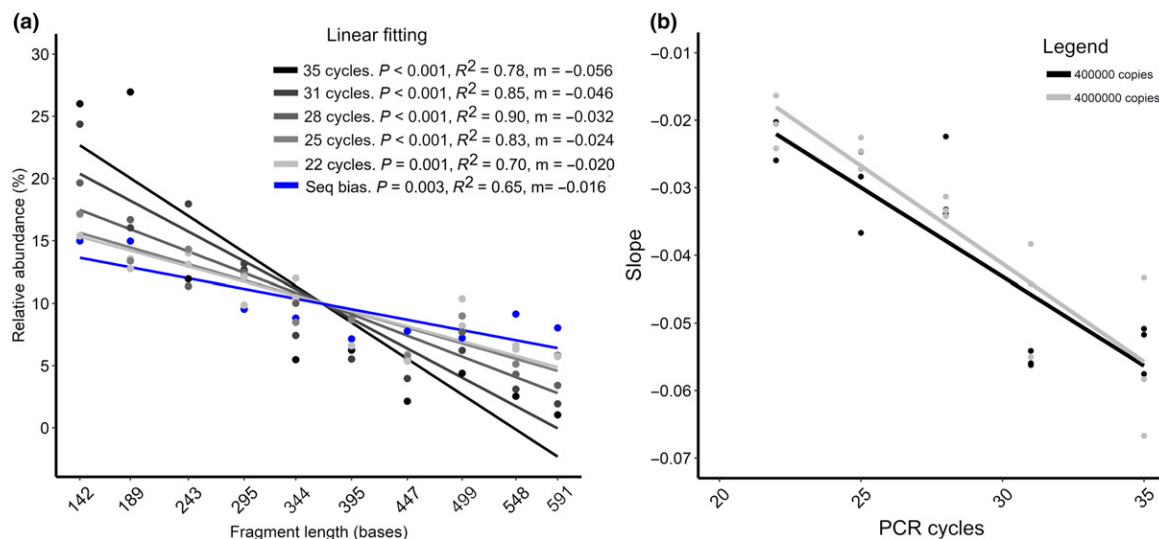 (a)
Linear fitting
35 cycles. P < 0.001, R2 = 0.78, m = −0.056
31 cycles. P < 0.001, R2 = 0.85, m = −0.046
28 cycles. P < 0.001, R2 = 0.90, m = −0.032
25 cycles. P < 0.001, R2 = 0.83, m = −0.024
22 cycles. P = 0.001, R2 = 0.70, m = −0.020
Seq bias. P = 0.003, R2 = 0.65, m= −0.016
Relative abundance (%)
30
25
20
15
10
5
0
142 189 243 295 344 395 447 499 548 591
Fragment length (bases)
(b)
Legend
400000 copies
4000000 copies
Slope
−0.01
−0.02
−0.03
−0.04
−0.05
−0.06
−0.07
20 25 30 35
PCR cycles